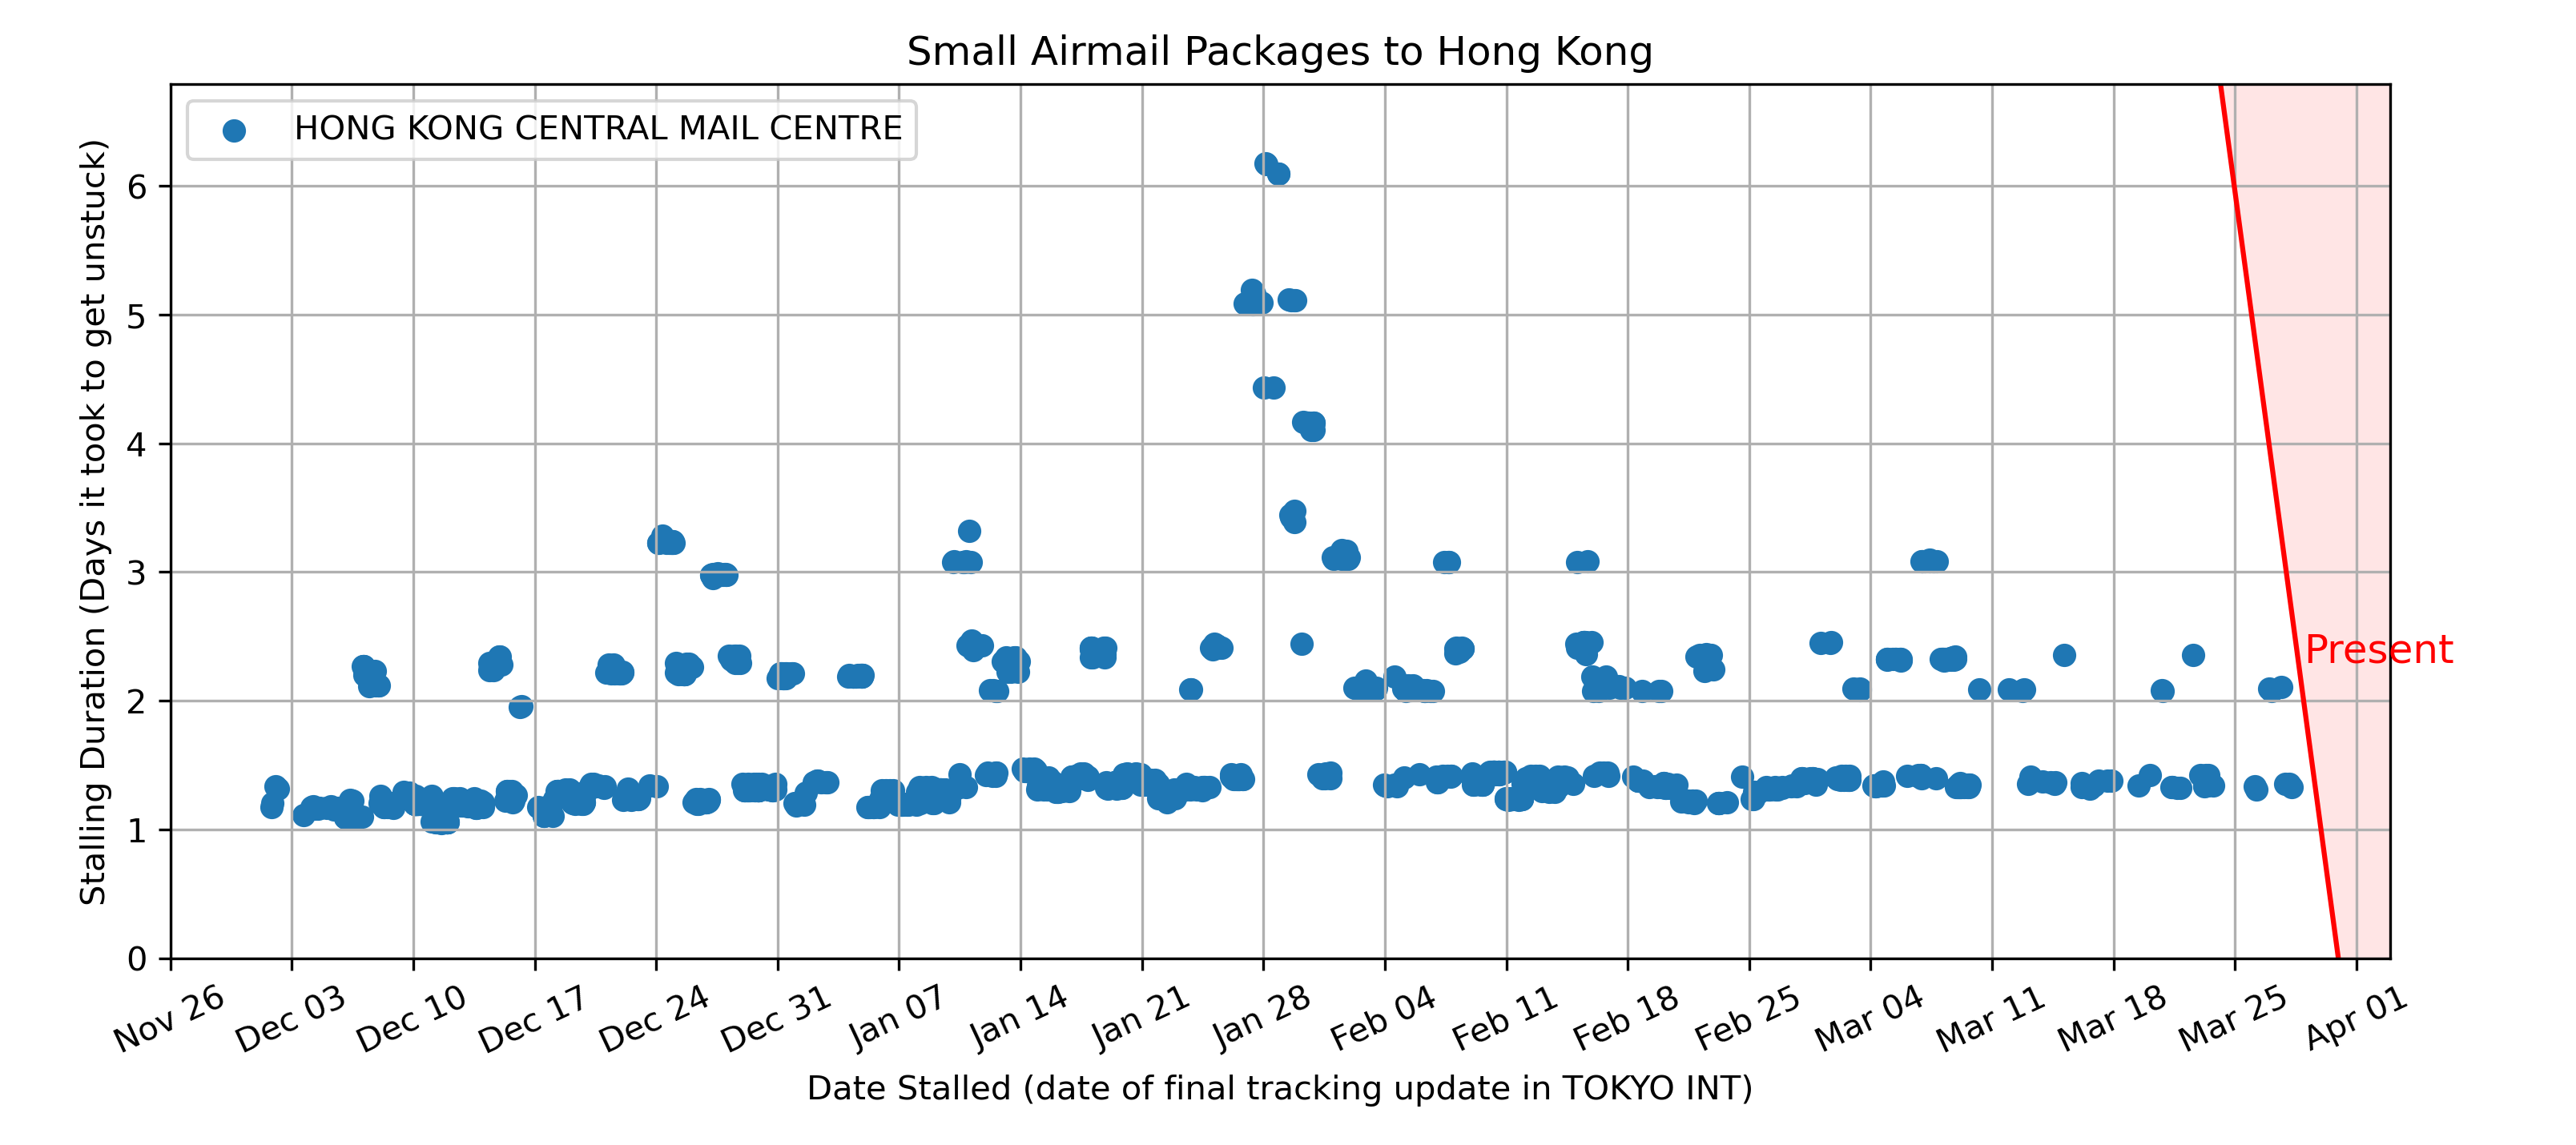 Small Airmail Packages to Hong Kong
HONG KONG CENTRAL MAIL CENTRE
Stalling Duration (Days it took to get unstuck)
6
5
4
3
2
1
0
Present
Nov 26
Dec 03
Dec 10
Dec 17
Dec 24
Dec 31
Jan 07
Jan 14
Jan 21
Jan 28
Feb 04
Feb 11
Feb 18
Feb 25
Mar 04
Mar 11
Mar 18
Mar 25
Apr 01
Date Stalled (date of final tracking update in TOKYO INT)